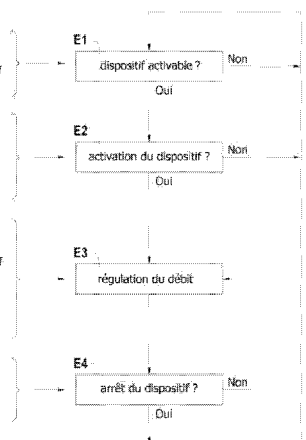 E1
dispositif activable ?
Non
Oui
E2
activation du dispositif ?
Non
Oui
E3
régulation du débit
E4
arrêt du dispositif ?
Non
Oui